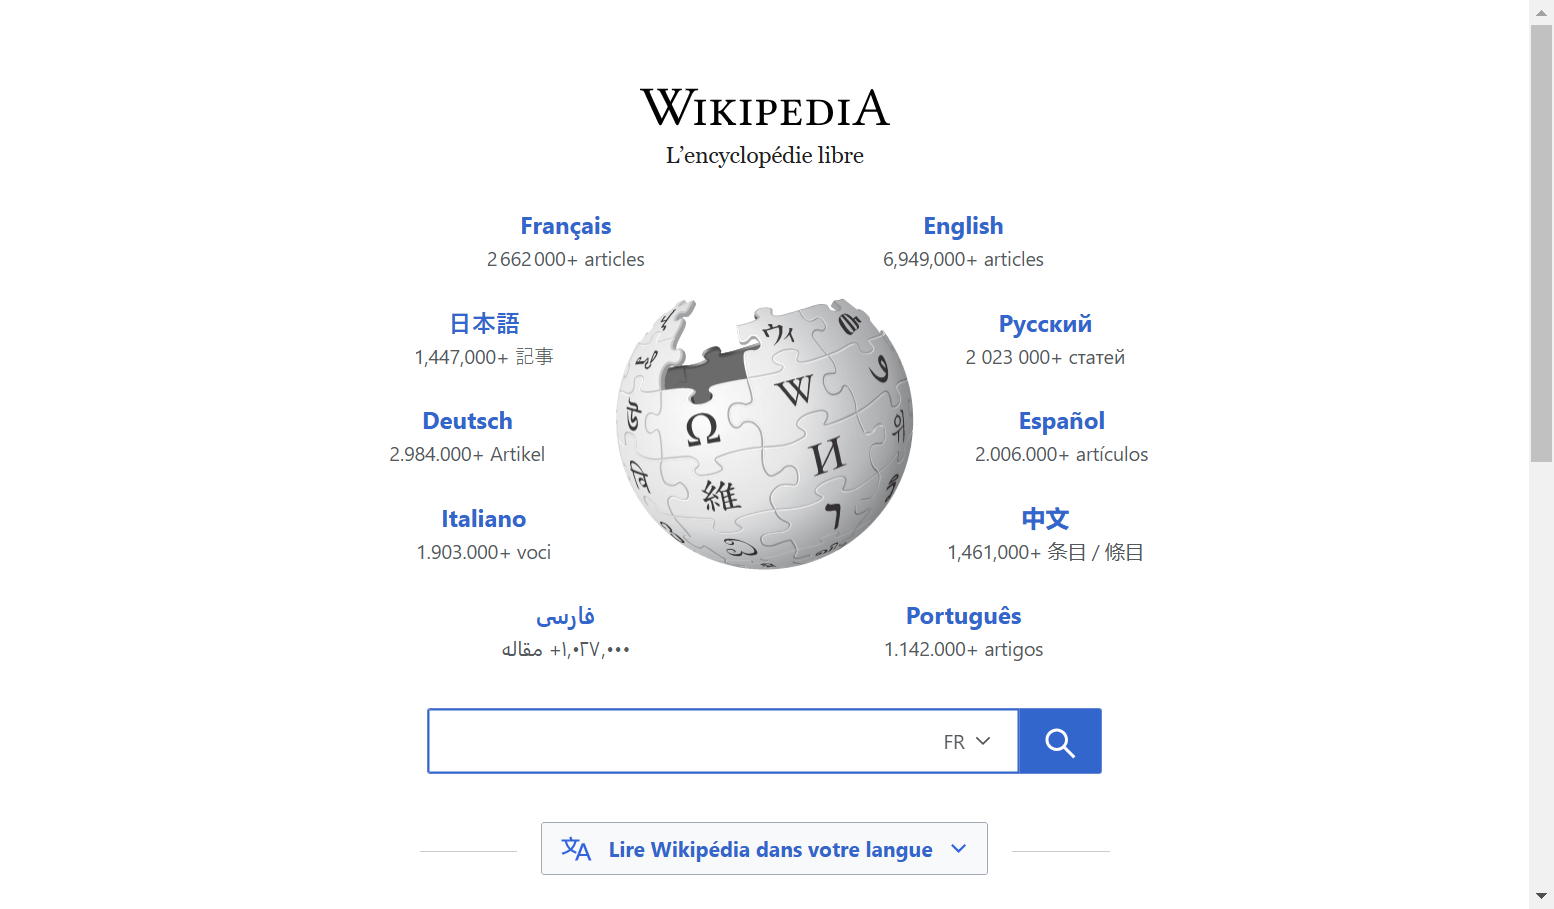 WIKIPEDIA
L’encyclopédie libre
Français
2 662 000+ articles
English
6,949,000+ articles
日本語
1,447,000+ 記事
Русский
2 023 000+ статей
Deutsch
2.984.000+ Artikel
Español
2.006.000+ artículos
Italiano
1.903.000+ voci
中文
1,461,000+ 条目 / 條目
فارسی
۱٬۰۲۷٬۰۰۰+ مقاله
Português
1.142.000+ artigos
Ω
W
И
維
ウィ
FR
Lire Wikipédia dans votre langue